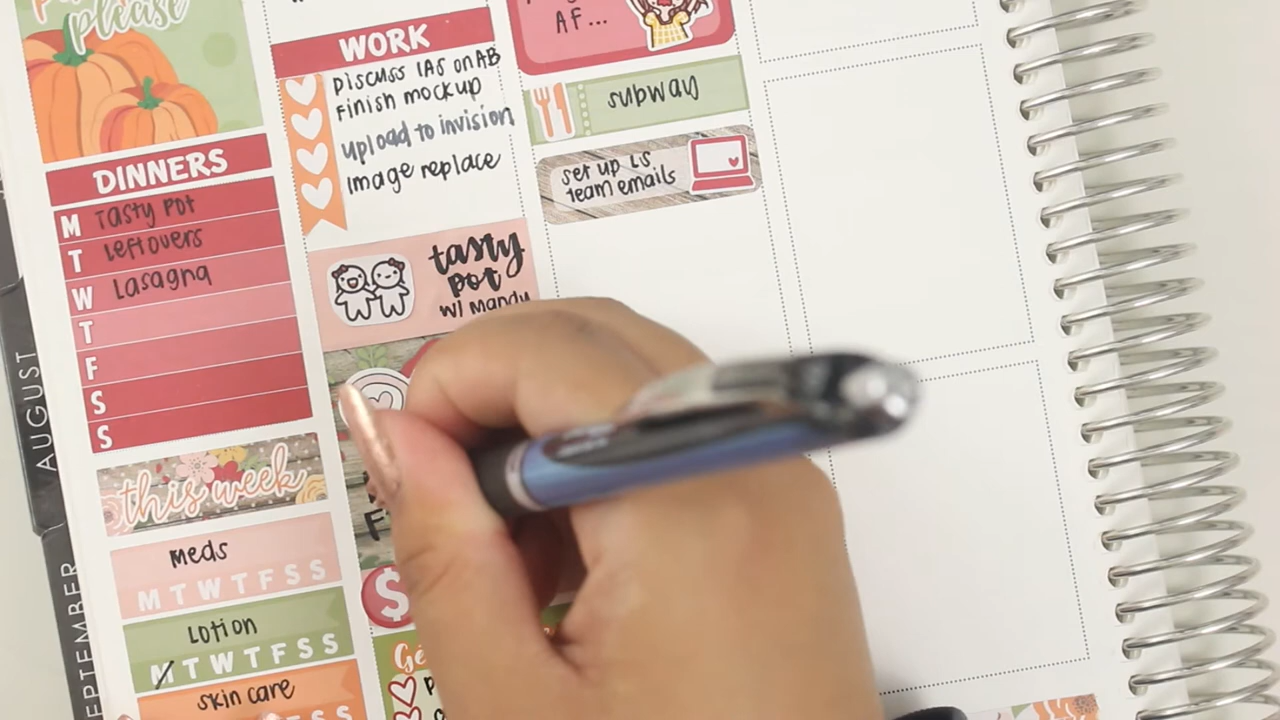 please
DINNERS
M Tasty Pot
T Leftovers
W Lasagna
T
F
S
S
this week
Meds
M T W T F S S
Lotion
M T W T F S S
skin care
F S S
WORK
Discuss IAS on AB
Finish mockup
upload to invision
Image replace
tasty
pot
w/ Mandy
$
AF...
subway
set up LS
team emails
AUGUST
SEPTEMBER